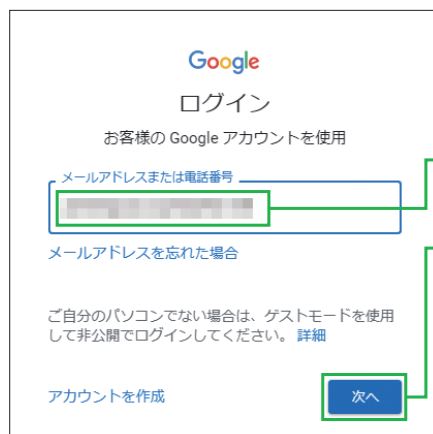 Google
ログイン
お客様の Google アカウントを使用
メールアドレスまたは電話番号
メールアドレスを忘れた場合
ご自分のパソコンでない場合は、ゲストモードを使用
して非公開でログインしてください。 詳細
アカウントを作成
次へ